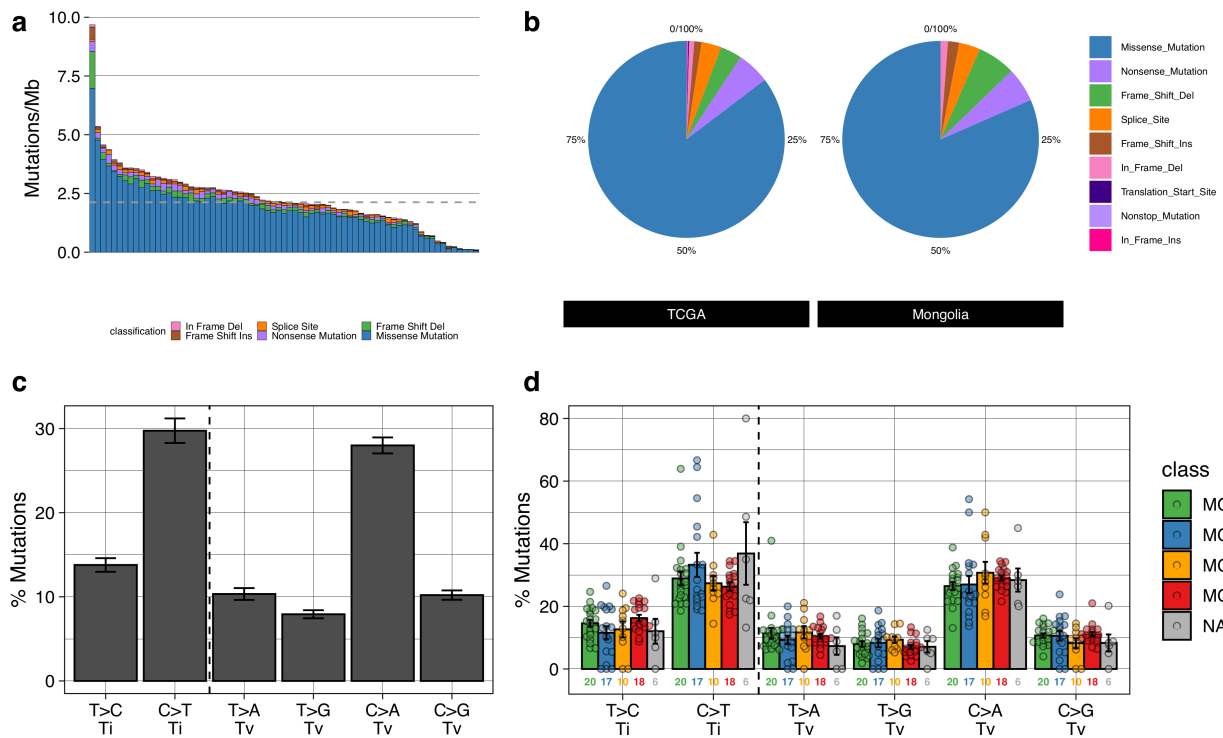 a
Mutations/Mb
10.0
7.5
5.0
2.5
0.0
classification
In Frame Del
Splice Site
Frame Shift Del
Frame Shift Ins
Nonsense Mutation
Missense Mutation
b
0/100%
75%
25%
50%
0/100%
75%
25%
50%
Missense_Mutation
Nonsense_Mutation
Frame_Shift_Del
Splice_Site
Frame_Shift_Ins
In_Frame_Del
Translation_Start_Site
Nonstop_Mutation
In_Frame_Ins
TCGA
Mongolia
c
% Mutations
30
20
10
0
T>C
Ti
C>T
Ti
T>A
Tv
T>G
Tv
C>A
Tv
C>G
Tv
d
% Mutations
80
60
40
20
0
20 17 10 18 6
20 17 10 18 6
20 17 10 18 6
20 17 10 18 6
20 17 10 18 6
20 17 10 18 6
T>C
Ti
C>T
Ti
T>A
Tv
T>G
Tv
C>A
Tv
C>G
Tv
class
NA